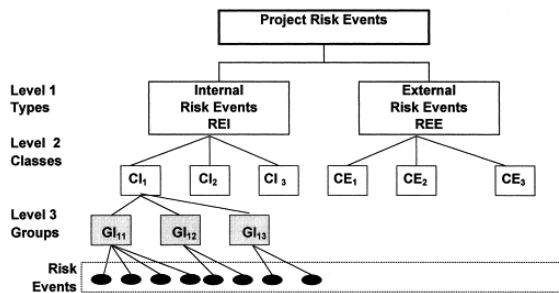 Project Risk Events
Level 1
Types
Internal
Risk Events
REI
External
Risk Events
REE
Level 2
Classes
CI₁
CI₂
CI ₃
CE₁
CE₂
CE₃
Level 3
Groups
GI₁₁
GI₁₂
GI₁₃
Risk
Events